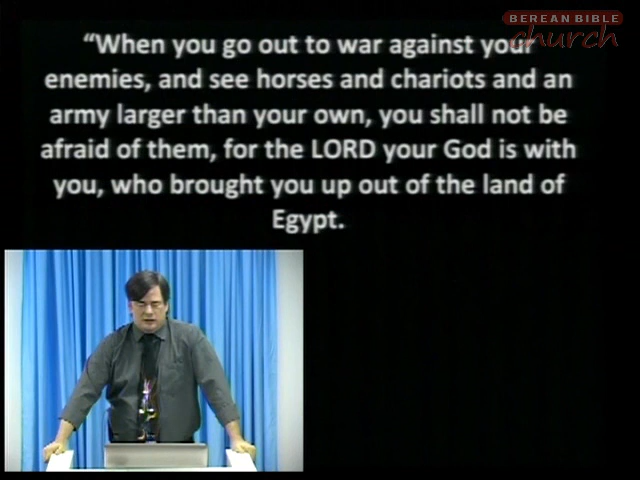 BEREAN BIBLE
church
“When you go out to war against your
enemies, and see horses and chariots and an
army larger than your own, you shall not be
afraid of them, for the LORD your God is with
you, who brought you up out of the land of
Egypt.